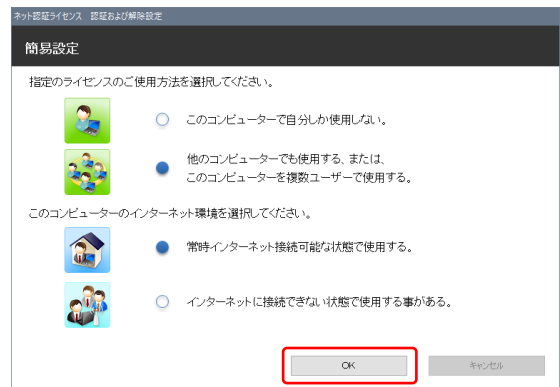 ネット認証ライセンス 認証および解除設定
簡易設定
指定のライセンスのご使用方法を選択してください。
このコンピューターで自分しか使用しない。
他のコンピューターでも使用する、または、
このコンピューターを複数ユーザーで使用する。
このコンピューターのインターネット環境を選択してください。
常時インターネット接続可能な状態で使用する。
インターネットに接続できない状態で使用する事がある。
OK
キャンセル